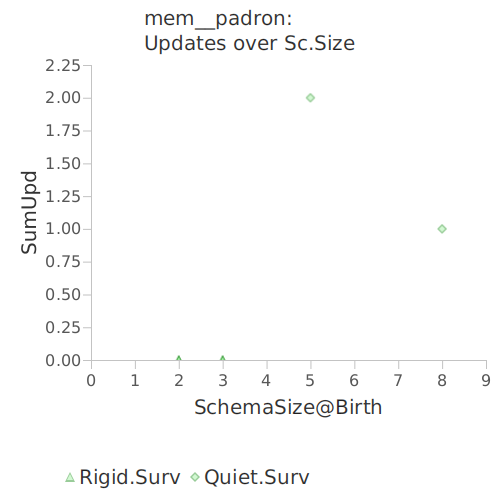 mem__padron:
Updates over Sc.Size
2.25
2.00
1.75
1.50
1.25
1.00
0.75
0.50
0.25
0.00
SumUpd
0 1 2 3 4 5 6 7 8 9
SchemaSize@Birth
Rigid.Surv Quiet.Surv